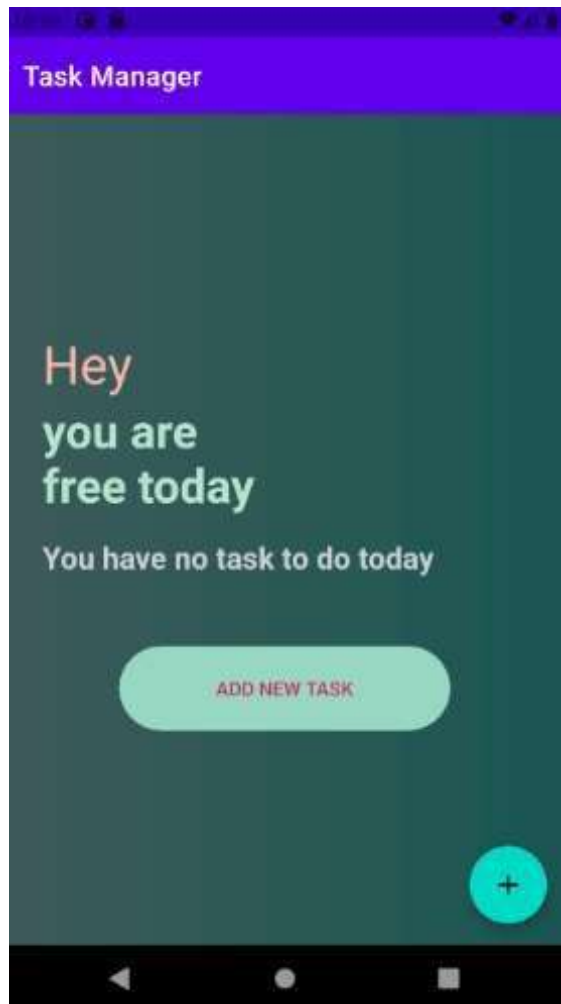 Task Manager
Hey
you are
free today
You have no task to do today
ADD NEW TASK
+